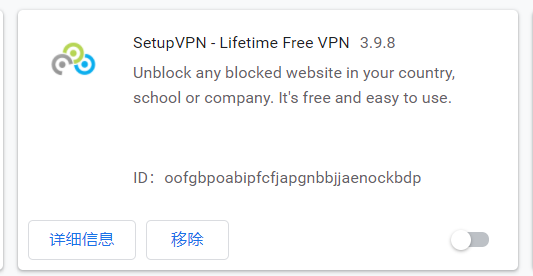 SetupVPN - Lifetime Free VPN 3.9.8
Unblock any blocked website in your country,
school or company. It's free and easy to use.
ID：oofgbpoabipfcfjapgnbbjjaenockbdp
详细信息 移除